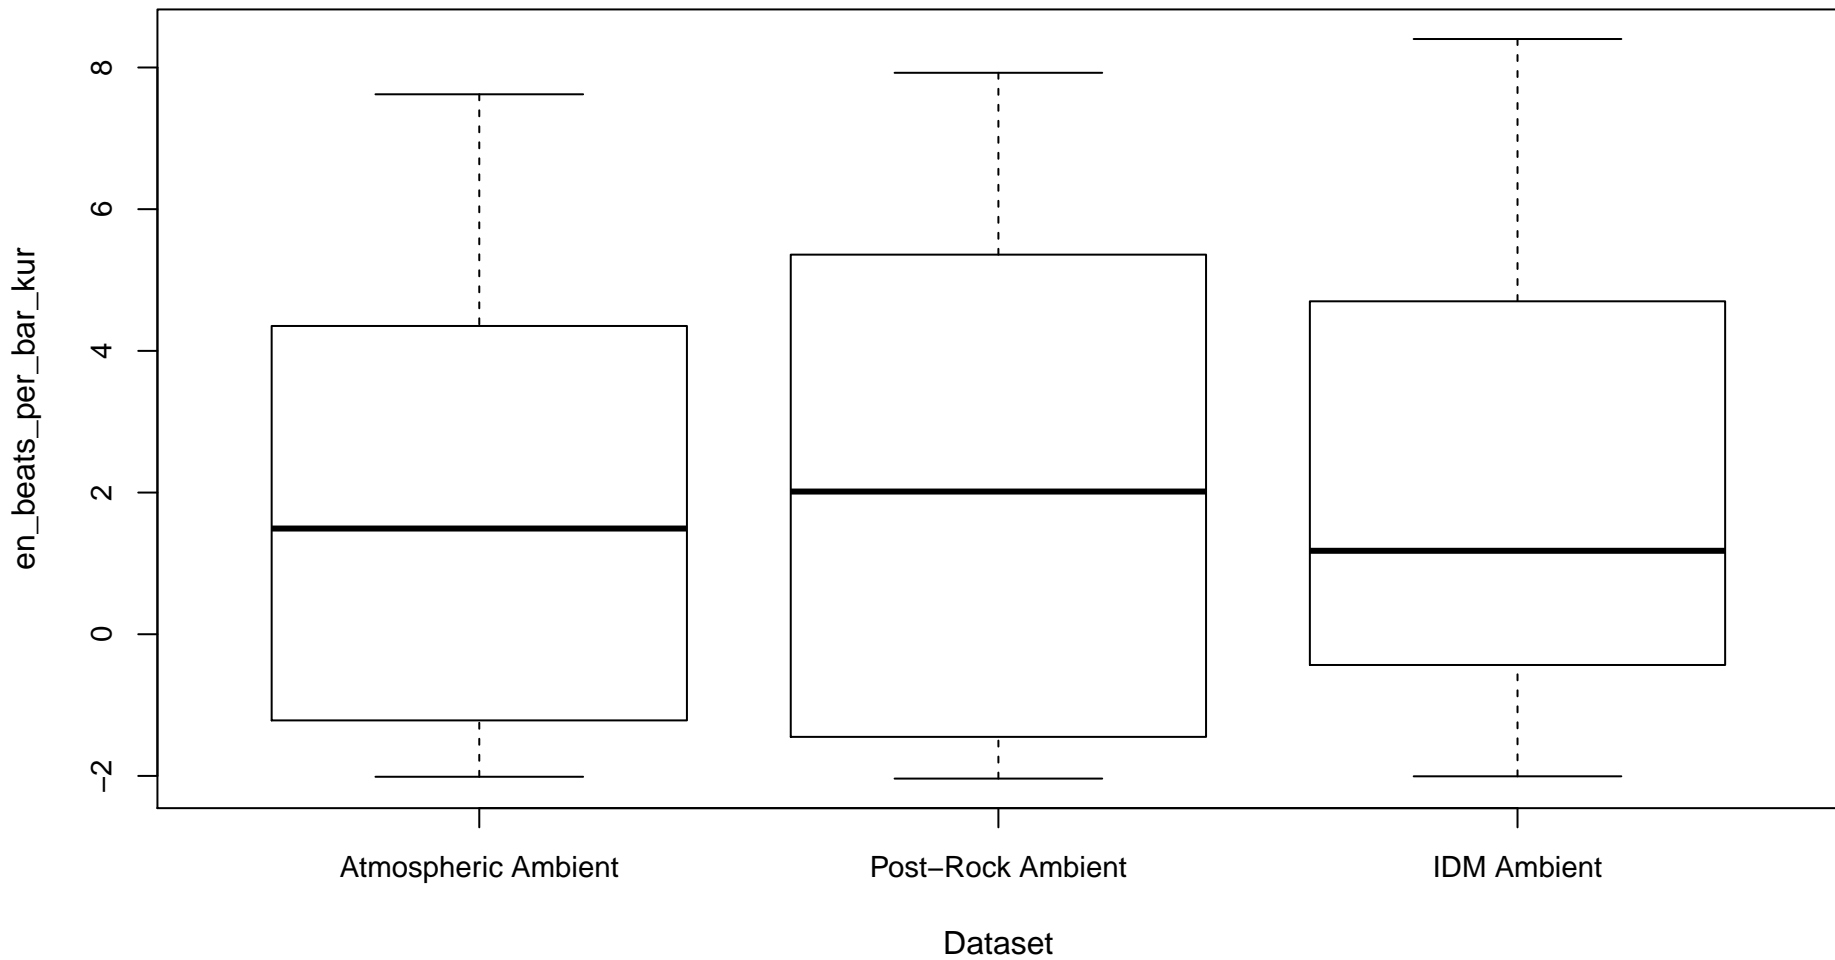 en_beats_per_bar_kur
8
6
4
2
0
−2
Atmospheric Ambient
Post−Rock Ambient
IDM Ambient
Dataset